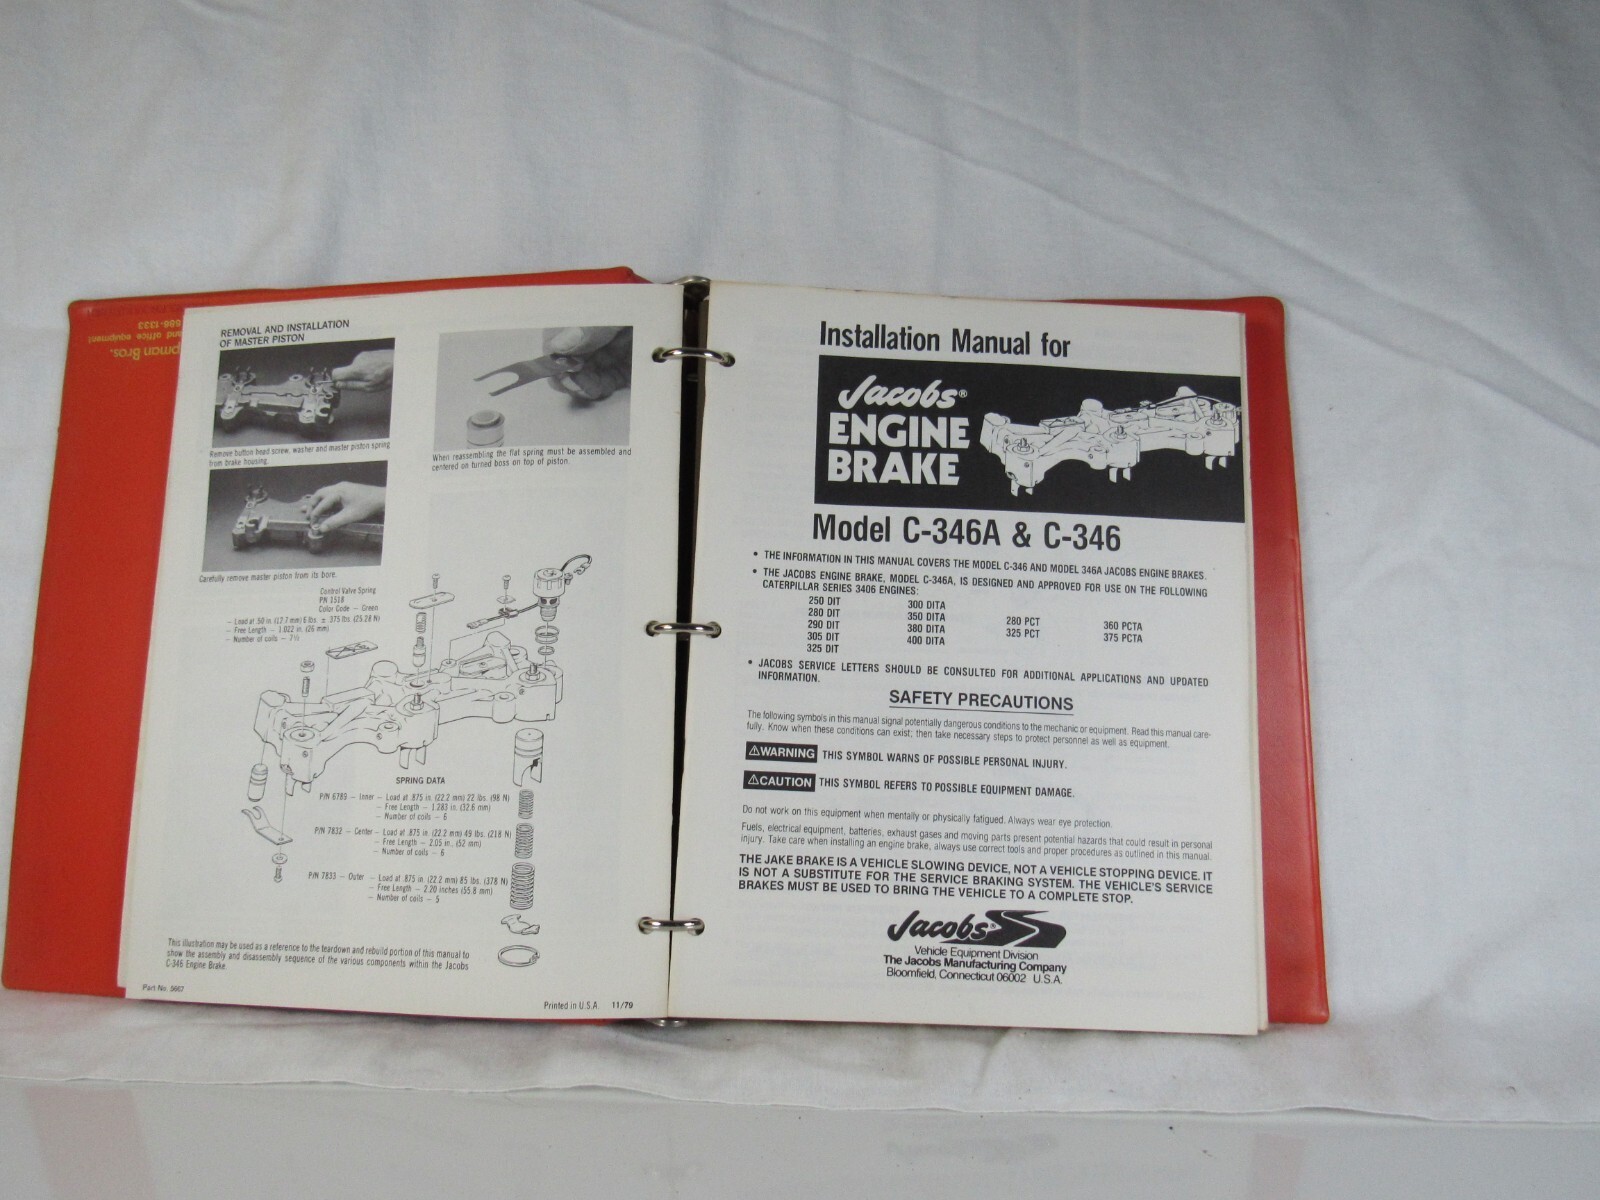 pman Bros.
and office equipment
REMOVAL AND INSTALLATION
OF MASTER PISTON
Remove button head screw, washer and master piston spring
from brake housing.
When reassembling the flat spring must be assembled and
centered on turned boss on top of piston.
Carefully remove master piston from its bore.
Control Valve Spring
PN 1518
Color Code — Green
— Load at .50 in. (12.7 mm) 6 lbs. ± .375 lbs. (25.28 N)
— Free Length — 1.022 in. (26 mm)
— Number of coils — 7½
SPRING DATA
P/N 6789 — Inner — Load at .875 in. (22.2 mm) 22 lbs. (98 N)
— Free Length — 1.283 in. (32.6 mm)
— Number of coils — 6
P/N 7832 — Center — Load at .875 in. (22.2 mm) 49 lbs. (218 N)
— Free Length — 2.05 in., (52 mm)
— Number of coils — 6
P/N 7833 — Outer — Load at .875 in. (22.2 mm) 85 lbs. (378 N)
— Free Length — 2.20 inches (55.8 mm)
— Number of coils — 5
This illustration may be used as a reference to the teardown and rebuild portion of this manual to
show the assembly and disassembly sequence of the various components within the Jacobs
C-346 Engine Brake.
Part No. 5667
Printed in U.S.A. 11/79
Installation Manual for
Jacobs®
ENGINE
BRAKE
Model C-346A & C-346
• THE INFORMATION IN THIS MANUAL COVERS THE MODEL C-346 AND MODEL 346A JACOBS ENGINE BRAKES.
• THE JACOBS ENGINE BRAKE, MODEL C-346A, IS DESIGNED AND APPROVED FOR USE ON THE FOLLOWING
CATERPILLAR SERIES 3406 ENGINES:
250 DIT 300 DITA
280 DIT 350 DITA 280 PCT 360 PCTA
290 DIT 380 DITA 325 PCT 375 PCTA
305 DIT 400 DITA
325 DIT
• JACOBS SERVICE LETTERS SHOULD BE CONSULTED FOR ADDITIONAL APPLICATIONS AND UPDATED
INFORMATION.
SAFETY PRECAUTIONS
The following symbols in this manual signal potentially dangerous conditions to the mechanic or equipment. Read this manual care-
fully. Know when these conditions can exist; then take necessary steps to protect personnel as well as equipment.
⚠WARNING THIS SYMBOL WARNS OF POSSIBLE PERSONAL INJURY.
⚠CAUTION THIS SYMBOL REFERS TO POSSIBLE EQUIPMENT DAMAGE.
Do not work on this equipment when mentally or physically fatigued. Always wear eye protection.
Fuels, electrical equipment, batteries, exhaust gases and moving parts present potential hazards that could result in personal
injury. Take care when installing an engine brake, always use correct tools and proper procedures as outlined in this manual.
THE JAKE BRAKE IS A VEHICLE SLOWING DEVICE, NOT A VEHICLE STOPPING DEVICE. IT
IS NOT A SUBSTITUTE FOR THE SERVICE BRAKING SYSTEM. THE VEHICLE'S SERVICE
BRAKES MUST BE USED TO BRING THE VEHICLE TO A COMPLETE STOP.
Jacobs®
Vehicle Equipment Division
The Jacobs Manufacturing Company
Bloomfield, Connecticut 06002 U.S.A.